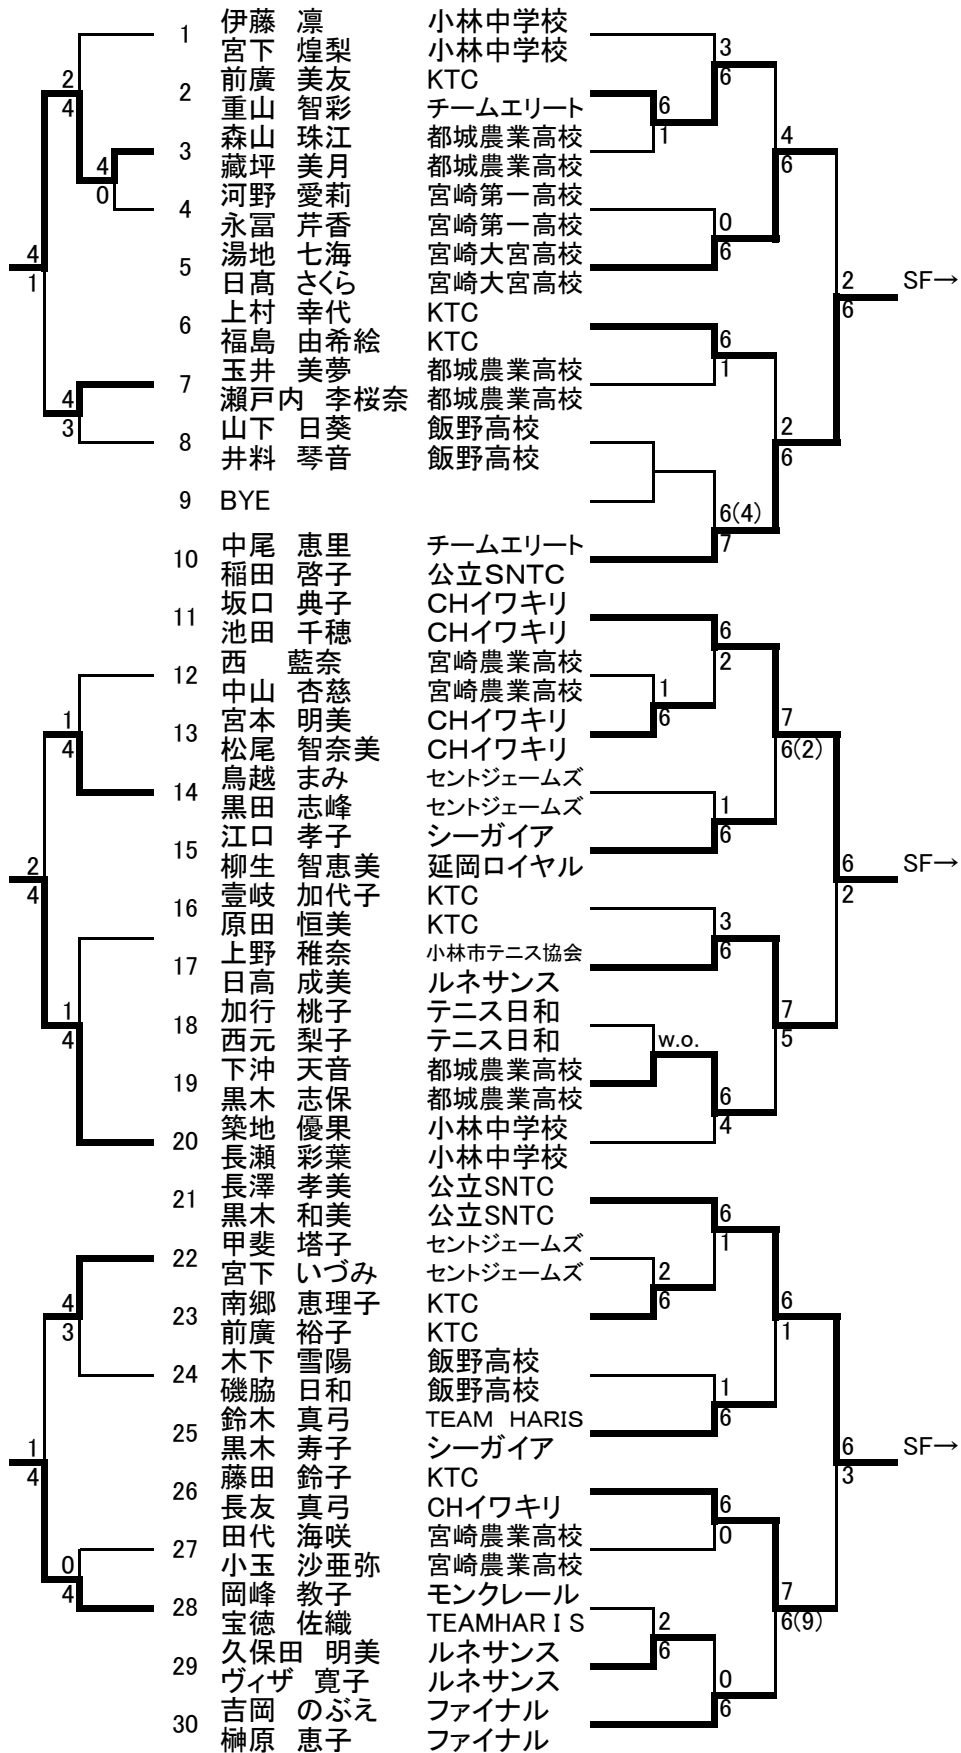 伊藤 凛 小林中学校
1
宮下 煌梨 小林中学校
3
前廣 美友 KTC
2
6
2
6
4
重山 智彩 チームエリート
森山 珠江 都城農業高校
1
4
3
4
藏坪 美月 都城農業高校
6
0
河野 愛莉 宮崎第一高校
4
0
永冨 芹香 宮崎第一高校
4
湯地 七海 宮崎大宮高校
6
5
1
日髙 さくら 宮崎大宮高校
2 SF→
上村 幸代 KTC
6
6
福島 由希絵 KTC
6
玉井 美夢 都城農業高校
1
7
4
瀨戸内 李桜奈 都城農業高校
3
山下 日葵 飯野高校
2
8
井料 琴音 飯野高校
6
9 BYE
6(4)
中尾 恵里 チームエリート
7
10
稲田 啓子 公立SNTC
坂口 典子 CHイワキリ
11
池田 千穂 CHイワキリ
6
西 藍奈 宮崎農業高校
2
12
中山 杏慈 宮崎農業高校
1
1
宮本 明美 CHイワキリ
6
7
13
4
松尾 智奈美 CHイワキリ
6(2)
鳥越 まみ セントジェームズ
14
黒田 志峰 セントジェームズ
1
江口 孝子 シーガイア
6
15
2
柳生 智恵美 延岡ロイヤル
6 SF→
4
壹岐 加代子 KTC
2
16
原田 恒美 KTC
3
上野 稚奈 小林市テニス協会
6
17
日高 成美 ルネサンス
1
加行 桃子 テニス日和
7
18
4
西元 梨子 テニス日和
w.o.
5
下沖 天音 都城農業高校
19
黒木 志保 都城農業高校
6
築地 優果 小林中学校
4
20
長瀬 彩葉 小林中学校
長澤 孝美 公立SNTC
21
黒木 和美 公立SNTC
6
甲斐 塔子 セントジェームズ
1
22
宮下 いづみ セントジェームズ
2
4
南郷 恵理子 KTC
6
6
23
3
前廣 裕子 KTC
1
木下 雪陽 飯野高校
24
磯脇 日和 飯野高校
1
鈴木 真弓 TEAM HARIS
6
25
1
黒木 寿子 シーガイア
6 SF→
4
藤田 鈴子 KTC
3
26
長友 真弓 CHイワキリ
6
田代 海咲 宮崎農業高校
0
27
0
小玉 沙亜弥 宮崎農業高校
4
岡峰 教子 モンクレール
7
28
宝徳 佐織 TEAMHARIS
2
6(9)
久保田 明美 ルネサンス
6
29
ヴィザ 寛子 ルネサンス
0
吉岡 のぶえ ファイナル
6
30
榊原 恵子 ファイナル